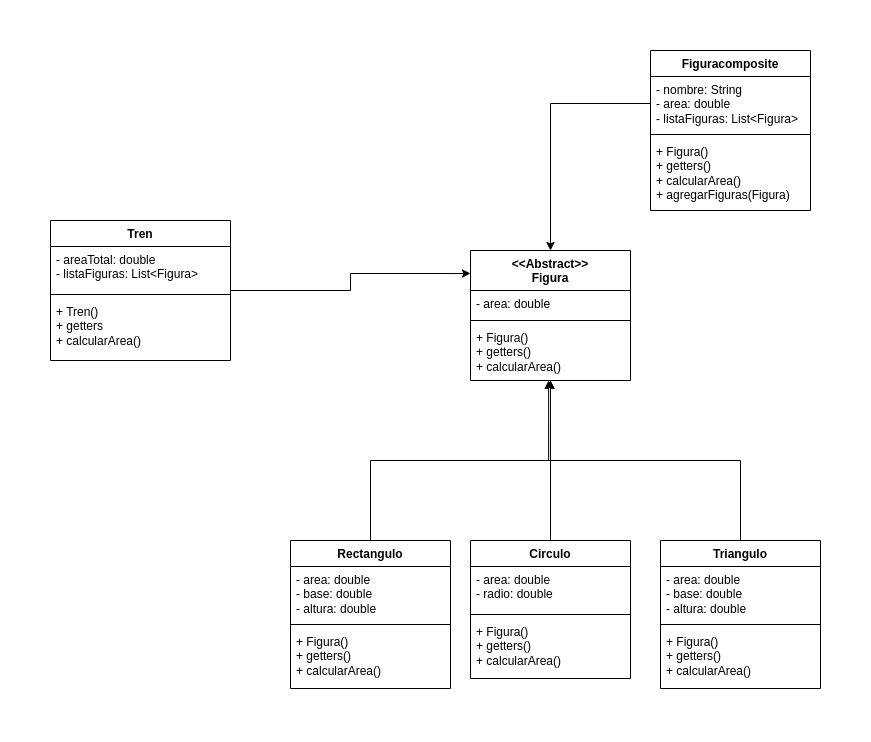 Figuracomposite
- nombre: String
- area: double
- listaFiguras: List<Figura>
+ Figura()
+ getters()
+ calcularArea()
+ agregarFiguras(Figura)
Tren
- areaTotal: double
- listaFiguras: List<Figura>
+ Tren()
+ getters
+ calcularArea()
<<Abstract>>
Figura
- area: double
+ Figura()
+ getters()
+ calcularArea()
Rectangulo
- area: double
- base: double
- altura: double
+ Figura()
+ getters()
+ calcularArea()
Circulo
- area: double
- radio: double
+ Figura()
+ getters()
+ calcularArea()
Triangulo
- area: double
- base: double
- altura: double
+ Figura()
+ getters()
+ calcularArea()